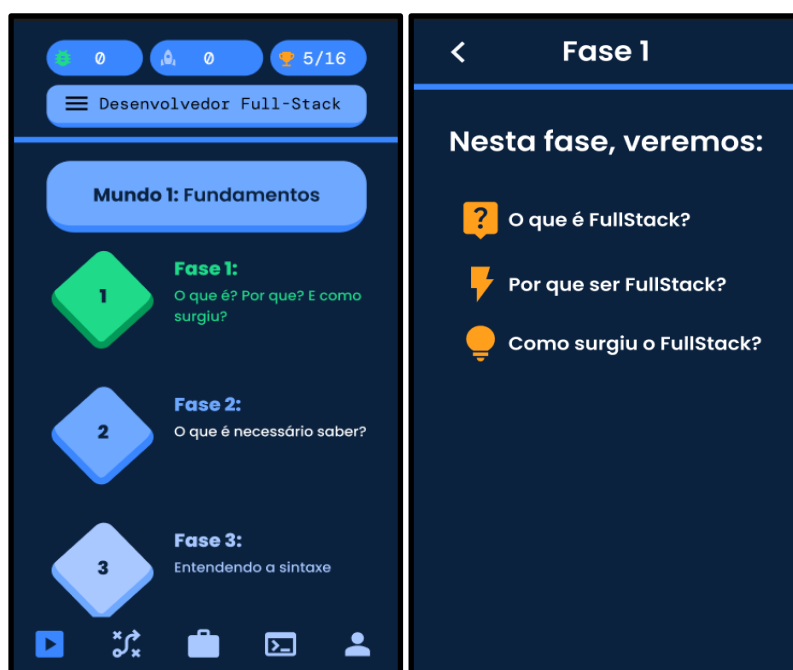 0 0 5/16
Desenvolvedor Full-Stack
Mundo 1: Fundamentos
1
Fase 1:
O que é? Por que? E como
surgiu?
2
Fase 2:
O que é necessário saber?
3
Fase 3:
Entendendo a sintaxe
Fase 1
Nesta fase, veremos:
? O que é FullStack?
Por que ser FullStack?
Como surgiu o FullStack?